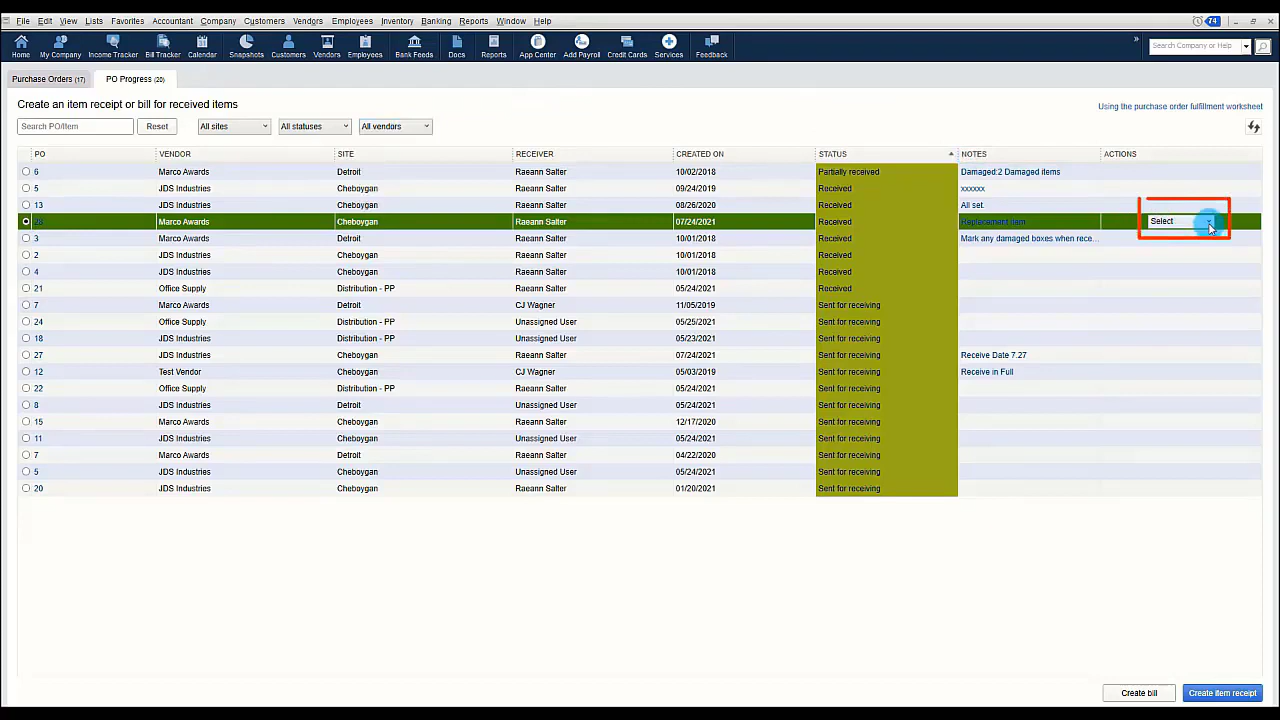 File Edit View Lists Favorites Accountant Company Customers Vendors Employees Inventory Banking Reports Window Help 74
Home My Company Income Tracker Bill Tracker Calendar Snapshots Customers Vendors Employees Bank Feeds Docs Reports App Center Add Payroll Credit Cards Services Feedback » Search Company or Help
Purchase Orders (17) PO Progress (20)
Create an item receipt or bill for received items
Using the purchase order fulfillment worksheet
Search PO/Item Reset All sites All statuses All vendors
PO VENDOR SITE RECEIVER CREATED ON STATUS NOTES ACTIONS
6 Marco Awards Detroit Raeann Salter 10/02/2018 Partially received Damaged:2 Damaged items
5 JDS Industries Cheboygan Raeann Salter 09/24/2019 Received xxxxxx
13 JDS Industries Cheboygan Raeann Salter 08/26/2020 Received All set.
Marco Awards Cheboygan Raeann Salter 07/24/2021 Received Replacement Item Select
3 Marco Awards Detroit Raeann Salter 10/01/2018 Received Mark any damaged boxes when rece...
2 JDS Industries Cheboygan Raeann Salter 10/01/2018 Received
4 JDS Industries Cheboygan Raeann Salter 10/01/2018 Received
21 Office Supply Distribution - PP Raeann Salter 05/24/2021 Received
7 Marco Awards Detroit CJ Wagner 11/05/2019 Sent for receiving
24 Office Supply Distribution - PP Unassigned User 05/25/2021 Sent for receiving
18 JDS Industries Distribution - PP Unassigned User 05/23/2021 Sent for receiving
27 JDS Industries Cheboygan Raeann Salter 07/24/2021 Sent for receiving Receive Date 7.27
12 Test Vendor Cheboygan CJ Wagner 05/03/2019 Sent for receiving Receive in Full
22 Office Supply Distribution - PP Raeann Salter 05/24/2021 Sent for receiving
8 JDS Industries Detroit Unassigned User 05/24/2021 Sent for receiving
15 Marco Awards Cheboygan Raeann Salter 12/17/2020 Sent for receiving
11 JDS Industries Cheboygan Unassigned User 05/24/2021 Sent for receiving
7 Marco Awards Detroit Raeann Salter 04/22/2020 Sent for receiving
5 JDS Industries Cheboygan Unassigned User 05/24/2021 Sent for receiving
20 JDS Industries Cheboygan Raeann Salter 01/20/2021 Sent for receiving
Create bill Create item receipt